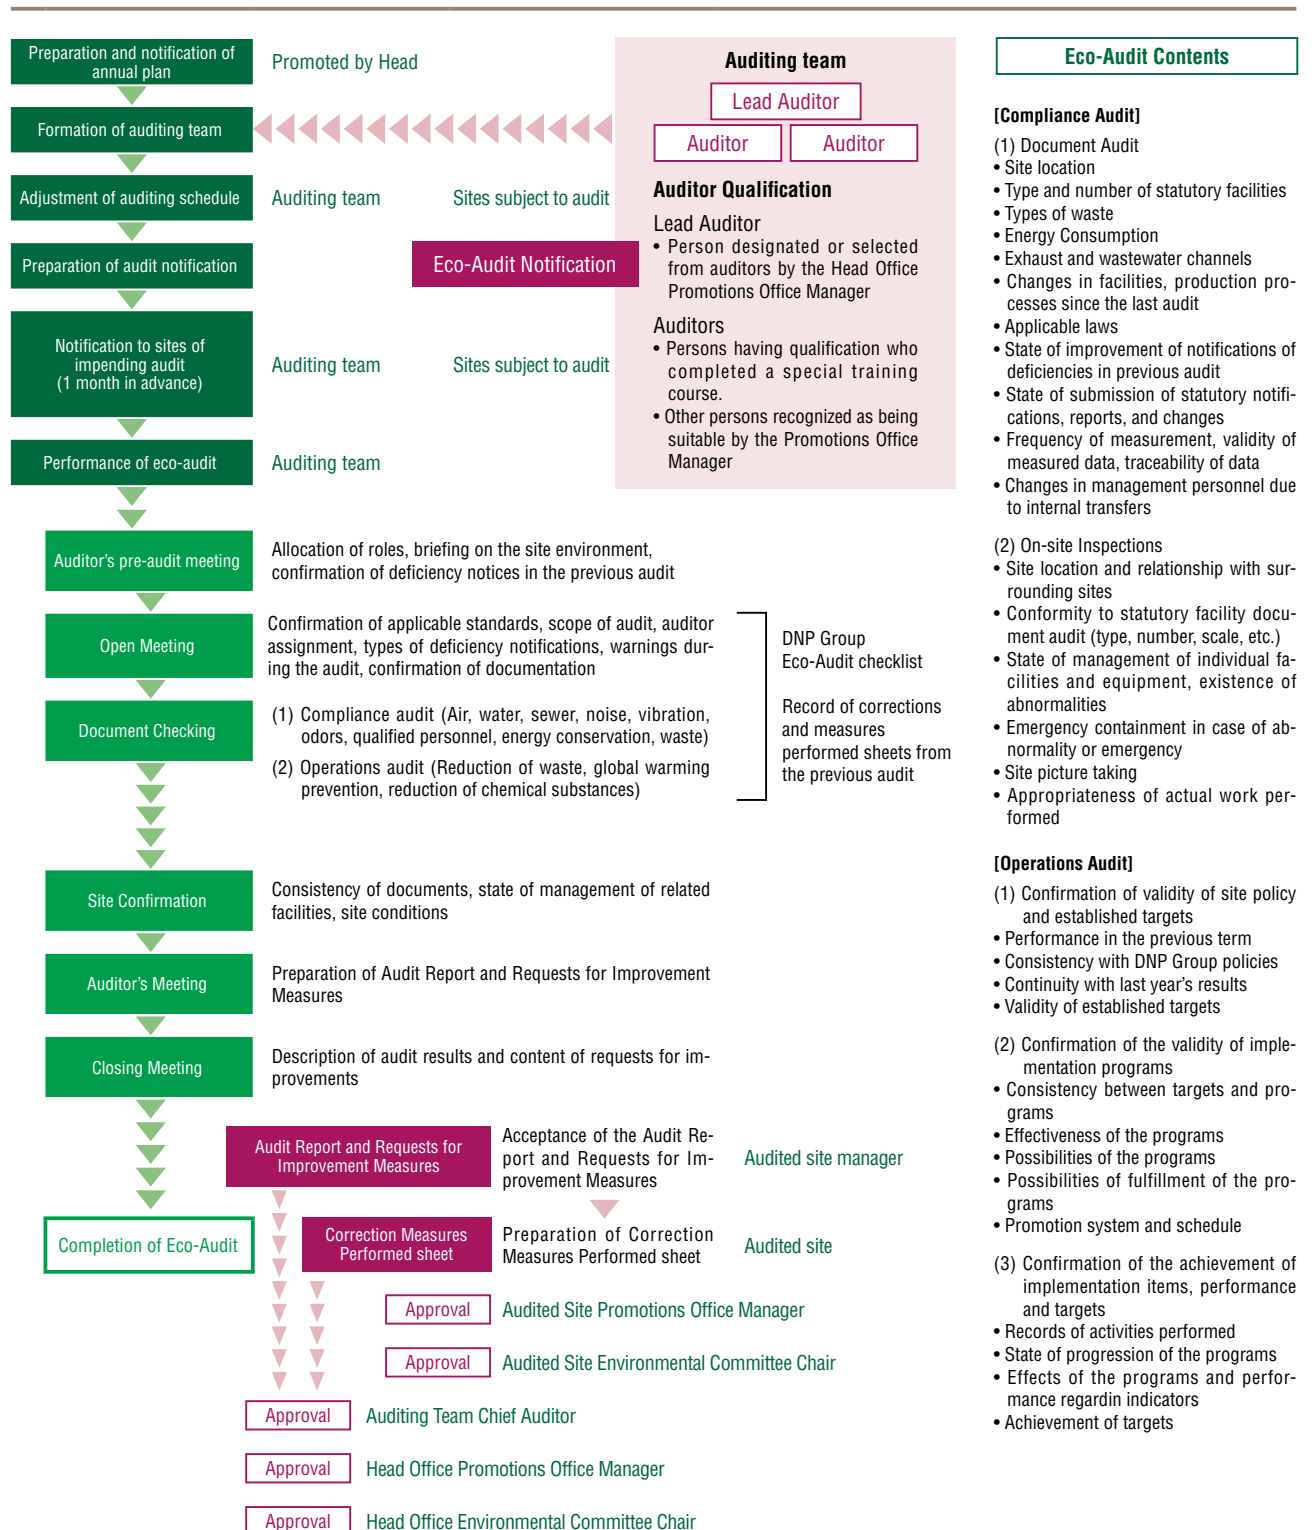 Preparation and notification of
annual plan
Promoted by Head
Formation of auditing team
Adjustment of auditing schedule
Auditing team
Sites subject to audit
Preparation of audit notification
Eco-Audit Notification
Notification to sites of
impending audit
(1 month in advance)
Auditing team
Sites subject to audit
Performance of eco-audit
Auditing team
Auditing team
Lead Auditor
Auditor
Auditor
Auditor Qualification
Lead Auditor
• Person designated or selected
from auditors by the Head Office
Promotions Office Manager
Auditors
• Persons having qualification who
completed a special training
course.
• Other persons recognized as being
suitable by the Promotions Office
Manager
Auditor's pre-audit meeting
Allocation of roles, briefing on the site environment,
confirmation of deficiency notices in the previous audit
Open Meeting
Confirmation of applicable standards, scope of audit, auditor
assignment, types of deficiency notifications, warnings dur-
ing the audit, confirmation of documentation
Document Checking
(1) Compliance audit (Air, water, sewer, noise, vibration,
odors, qualified personnel, energy conservation, waste)
(2) Operations audit (Reduction of waste, global warming
prevention, reduction of chemical substances)
DNP Group
Eco-Audit checklist
Record of corrections
and measures
performed sheets from
the previous audit
Site Confirmation
Consistency of documents, state of management of related
facilities, site conditions
Auditor's Meeting
Preparation of Audit Report and Requests for Improvement
Measures
Closing Meeting
Description of audit results and content of requests for im-
provements
Audit Report and Requests for
Improvement Measures
Acceptance of the Audit Re-
port and Requests for Im-
provement Measures
Audited site manager
Completion of Eco-Audit
Correction Measures
Performed sheet
Preparation of Correction
Measures Performed sheet
Audited site
Approval
Audited Site Promotions Office Manager
Approval
Audited Site Environmental Committee Chair
Approval
Auditing Team Chief Auditor
Approval
Head Office Promotions Office Manager
Approval
Head Office Environmental Committee Chair
Eco-Audit Contents
[Compliance Audit]
(1) Document Audit
• Site location
• Type and number of statutory facilities
• Types of waste
• Energy Consumption
• Exhaust and wastewater channels
• Changes in facilities, production pro-
cesses since the last audit
• Applicable laws
• State of improvement of notifications of
deficiencies in previous audit
• State of submission of statutory notifi-
cations, reports, and changes
• Frequency of measurement, validity of
measured data, traceability of data
• Changes in management personnel due
to internal transfers
(2) On-site Inspections
• Site location and relationship with sur-
rounding sites
• Conformity to statutory facility docu-
ment audit (type, number, scale, etc.)
• State of management of individual fa-
cilities and equipment, existence of
abnormalities
• Emergency containment in case of ab-
normality or emergency
• Site picture taking
• Appropriateness of actual work per-
formed
[Operations Audit]
(1) Confirmation of validity of site policy
and established targets
• Performance in the previous term
• Consistency with DNP Group policies
• Continuity with last year's results
• Validity of established targets
(2) Confirmation of the validity of imple-
mentation programs
• Consistency between targets and pro-
grams
• Effectiveness of the programs
• Possibilities of the programs
• Possibilities of fulfillment of the pro-
grams
• Promotion system and schedule
(3) Confirmation of the achievement of
implementation items, performance
and targets
• Records of activities performed
• State of progression of the programs
• Effects of the programs and perfor-
mance regardin indicators
• Achievement of targets